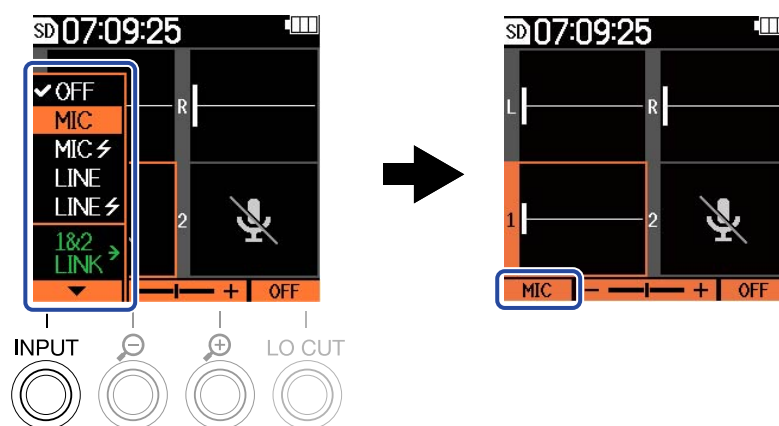 SD 07:09:25
✔ OFF
MIC
MIC⚡
LINE
LINE⚡
1&2 →
LINK
R
2
− +
OFF
INPUT
LO CUT
SD 07:09:25
L
R
1
2
MIC
− +
OFF